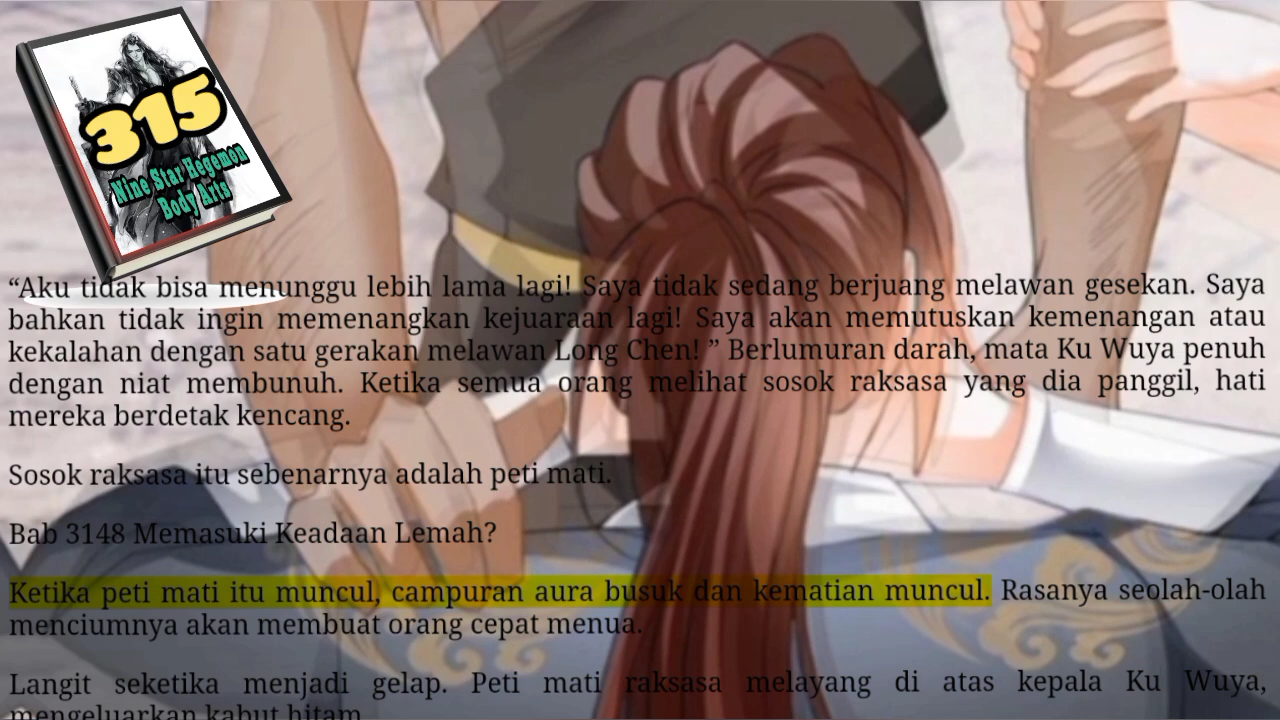 315
Nine Star Hegemon
Body Arts
“Aku tidak bisa menunggu lebih lama lagi! Saya tidak sedang berjuang melawan gesekan. Saya
bahkan tidak ingin memenangkan kejuaraan lagi! Saya akan memutuskan kemenangan atau
kekalahan dengan satu gerakan melawan Long Chen! ” Berlumuran darah, mata Ku Wuya penuh
dengan niat membunuh. Ketika semua orang melihat sosok raksasa yang dia panggil, hati
mereka berdetak kencang.
Sosok raksasa itu sebenarnya adalah peti mati.
Bab 3148 Memasuki Keadaan Lemah?
Ketika peti mati itu muncul, campuran aura busuk dan kematian muncul. Rasanya seolah-olah
menciumnya akan membuat orang cepat menua.
Langit seketika menjadi gelap. Peti mati raksasa melayang di atas kepala Ku Wuya,
mengeluarkan kabut hitam